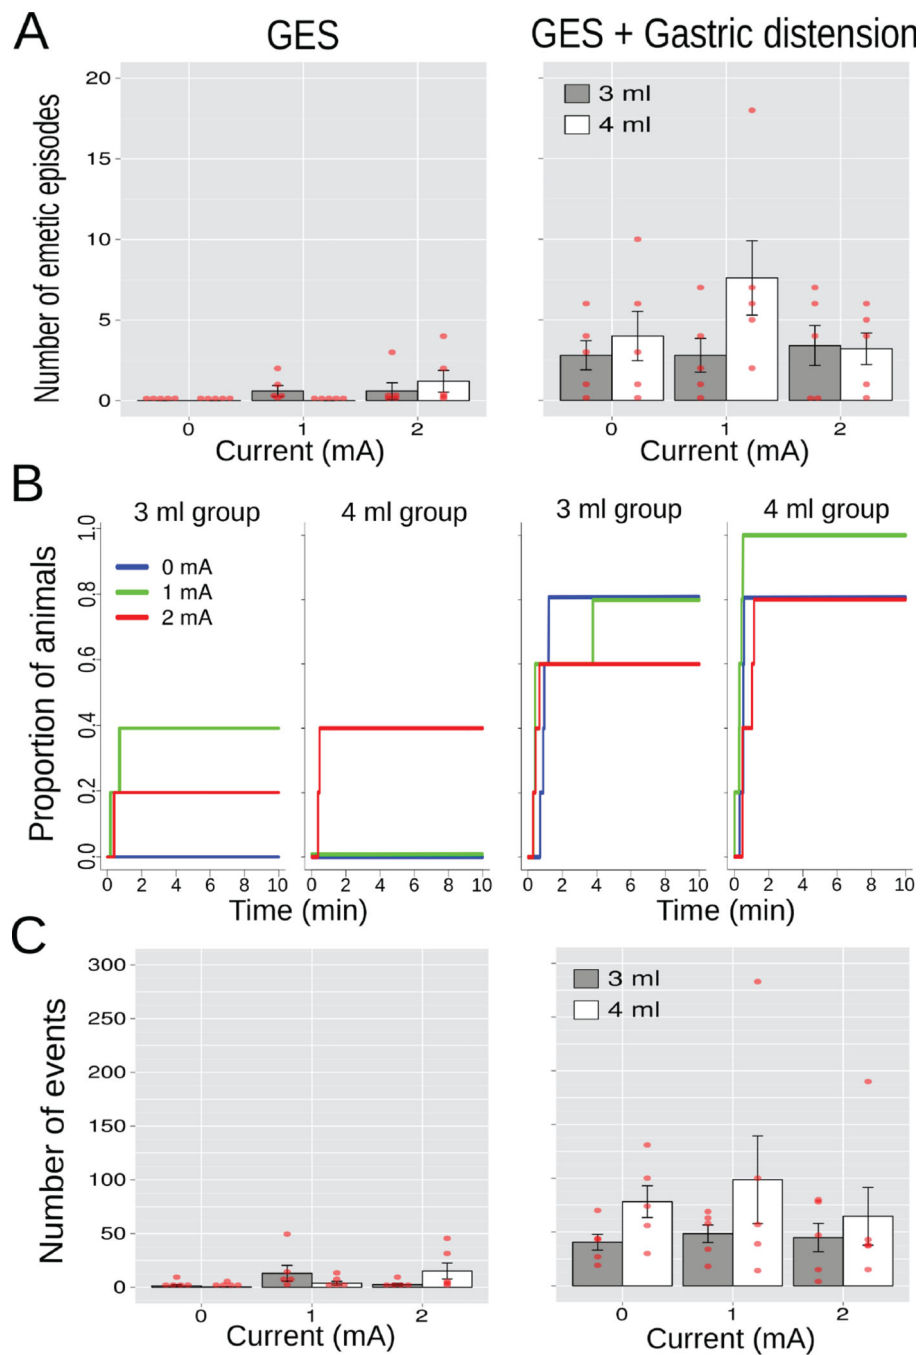 A
GES
GES + Gastric distension
Number of emetic episodes
20
15
10
5
0
3 ml
4 ml
0 1 2
0 1 2
Current (mA)
Current (mA)
B
3 ml group
4 ml group
3 ml group
4 ml group
Proportion of animals
1.0
0.8
0.6
0.4
0.2
0.0
0 mA
1 mA
2 mA
0 2 4 6 8 10
0 2 4 6 8 10
0 2 4 6 8 10
0 2 4 6 8 10
Time (min)
Time (min)
C
Number of events
300
250
200
150
100
50
0
3 ml
4 ml
0 1 2
0 1 2
Current (mA)
Current (mA)